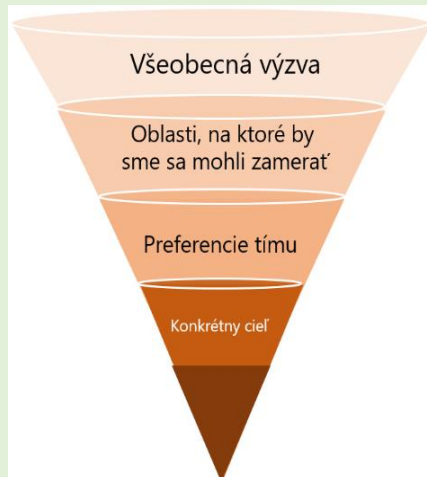 Všeobecná výzva
Oblasti, na ktoré by
sme sa mohli zamerať
Preferencie tímu
Konkrétny cieľ